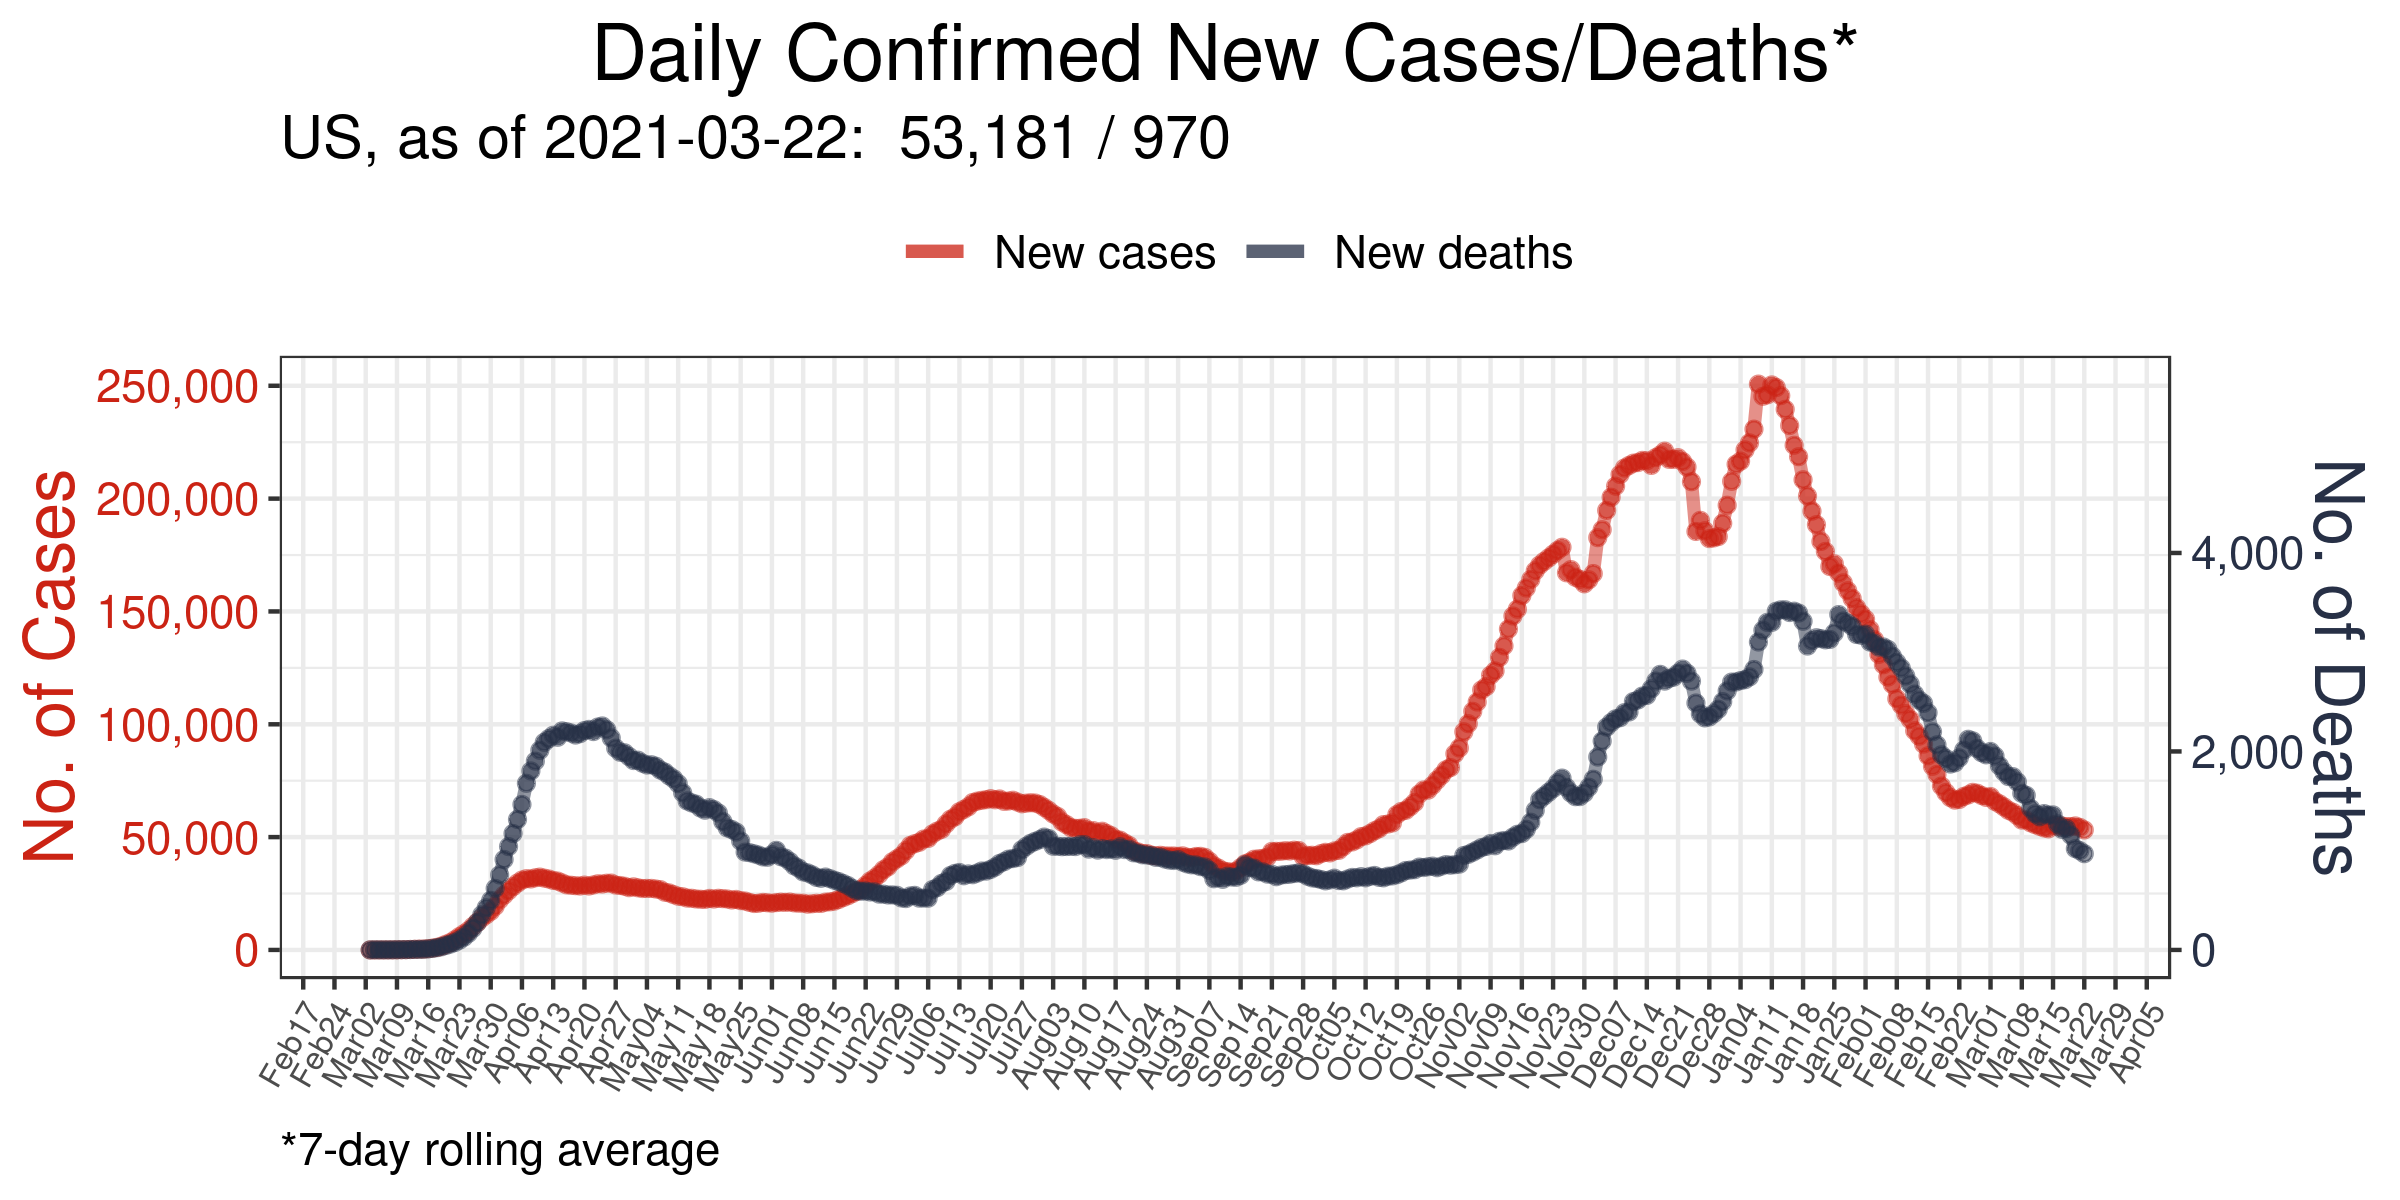 Daily Confirmed New Cases/Deaths*
US, as of 2021-03-22:  53,181 / 970
New cases
New deaths
No. of Cases
250,000
200,000
150,000
100,000
50,000
0
No. of Deaths
4,000
2,000
0
Feb17
Feb24
Mar02
Mar09
Mar16
Mar23
Mar30
Apr06
Apr13
Apr20
Apr27
May04
May11
May18
May25
Jun01
Jun08
Jun15
Jun22
Jun29
Jul06
Jul13
Jul20
Jul27
Aug03
Aug10
Aug17
Aug24
Aug31
Sep07
Sep14
Sep21
Sep28
Oct05
Oct12
Oct19
Oct26
Nov02
Nov09
Nov16
Nov23
Nov30
Dec07
Dec14
Dec21
Dec28
Jan04
Jan11
Jan18
Jan25
Feb01
Feb08
Feb15
Feb22
Mar01
Mar08
Mar15
Mar22
Mar29
Apr05
*7-day rolling average